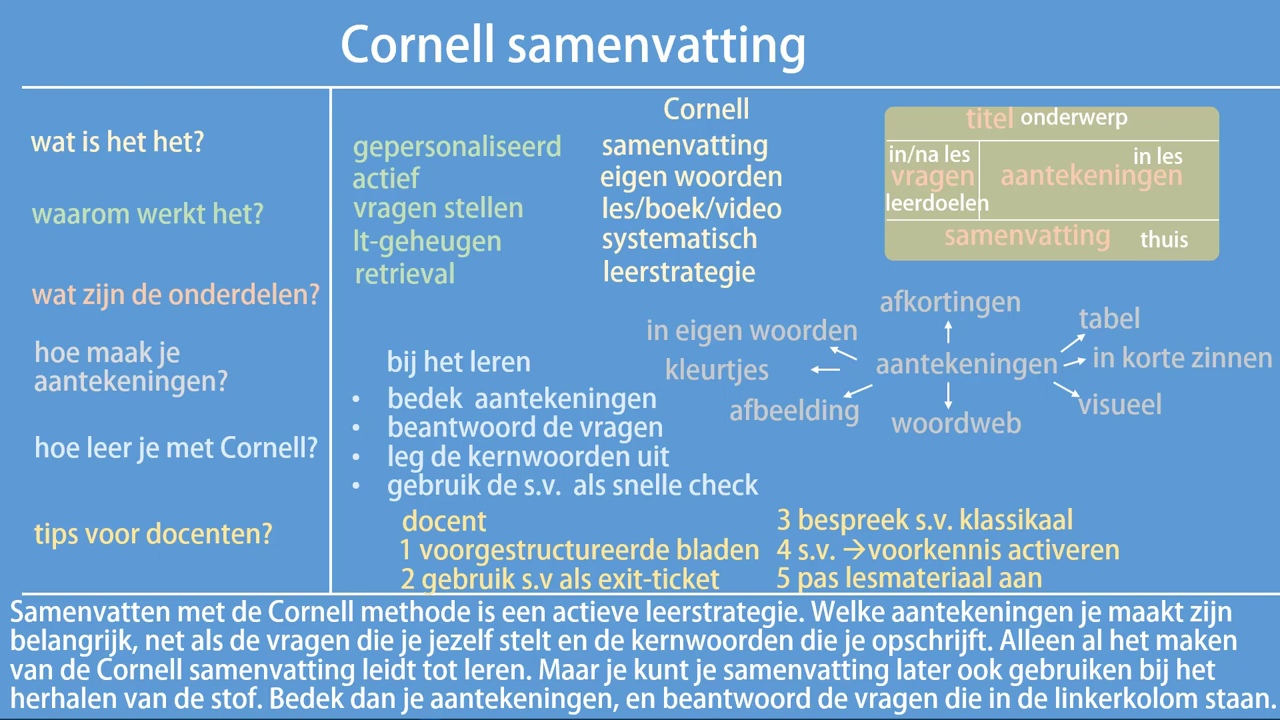 Cornell samenvatting
wat is het het?
waarom werkt het?
wat zijn de onderdelen?
hoe maak je
aantekeningen?
hoe leer je met Cornell?
tips voor docenten?
gepersonaliseerd
actief
vragen stellen
lt-geheugen
retrieval
Cornell
samenvatting
eigen woorden
les/boek/video
systematisch
leerstrategie
titel onderwerp
in/na les
vragen
leerdoelen
in les
aantekeningen
samenvatting thuis
afkortingen
in eigen woorden
tabel
kleurtjes
aantekeningen
in korte zinnen
afbeelding
woordweb
visueel
bij het leren
• bedek aantekeningen
• beantwoord de vragen
• leg de kernwoorden uit
• gebruik de s.v. als snelle check
docent
1 voorgestructureerde bladen
2 gebruik s.v als exit-ticket
3 bespreek s.v. klassikaal
4 s.v. →voorkennis activeren
5 pas lesmateriaal aan
Samenvatten met de Cornell methode is een actieve leerstrategie. Welke aantekeningen je maakt zijn
belangrijk, net als de vragen die je jezelf stelt en de kernwoorden die je opschrijft. Alleen al het maken
van de Cornell samenvatting leidt tot leren. Maar je kunt je samenvatting later ook gebruiken bij het
herhalen van de stof. Bedek dan je aantekeningen, en beantwoord de vragen die in de linkerkolom staan.